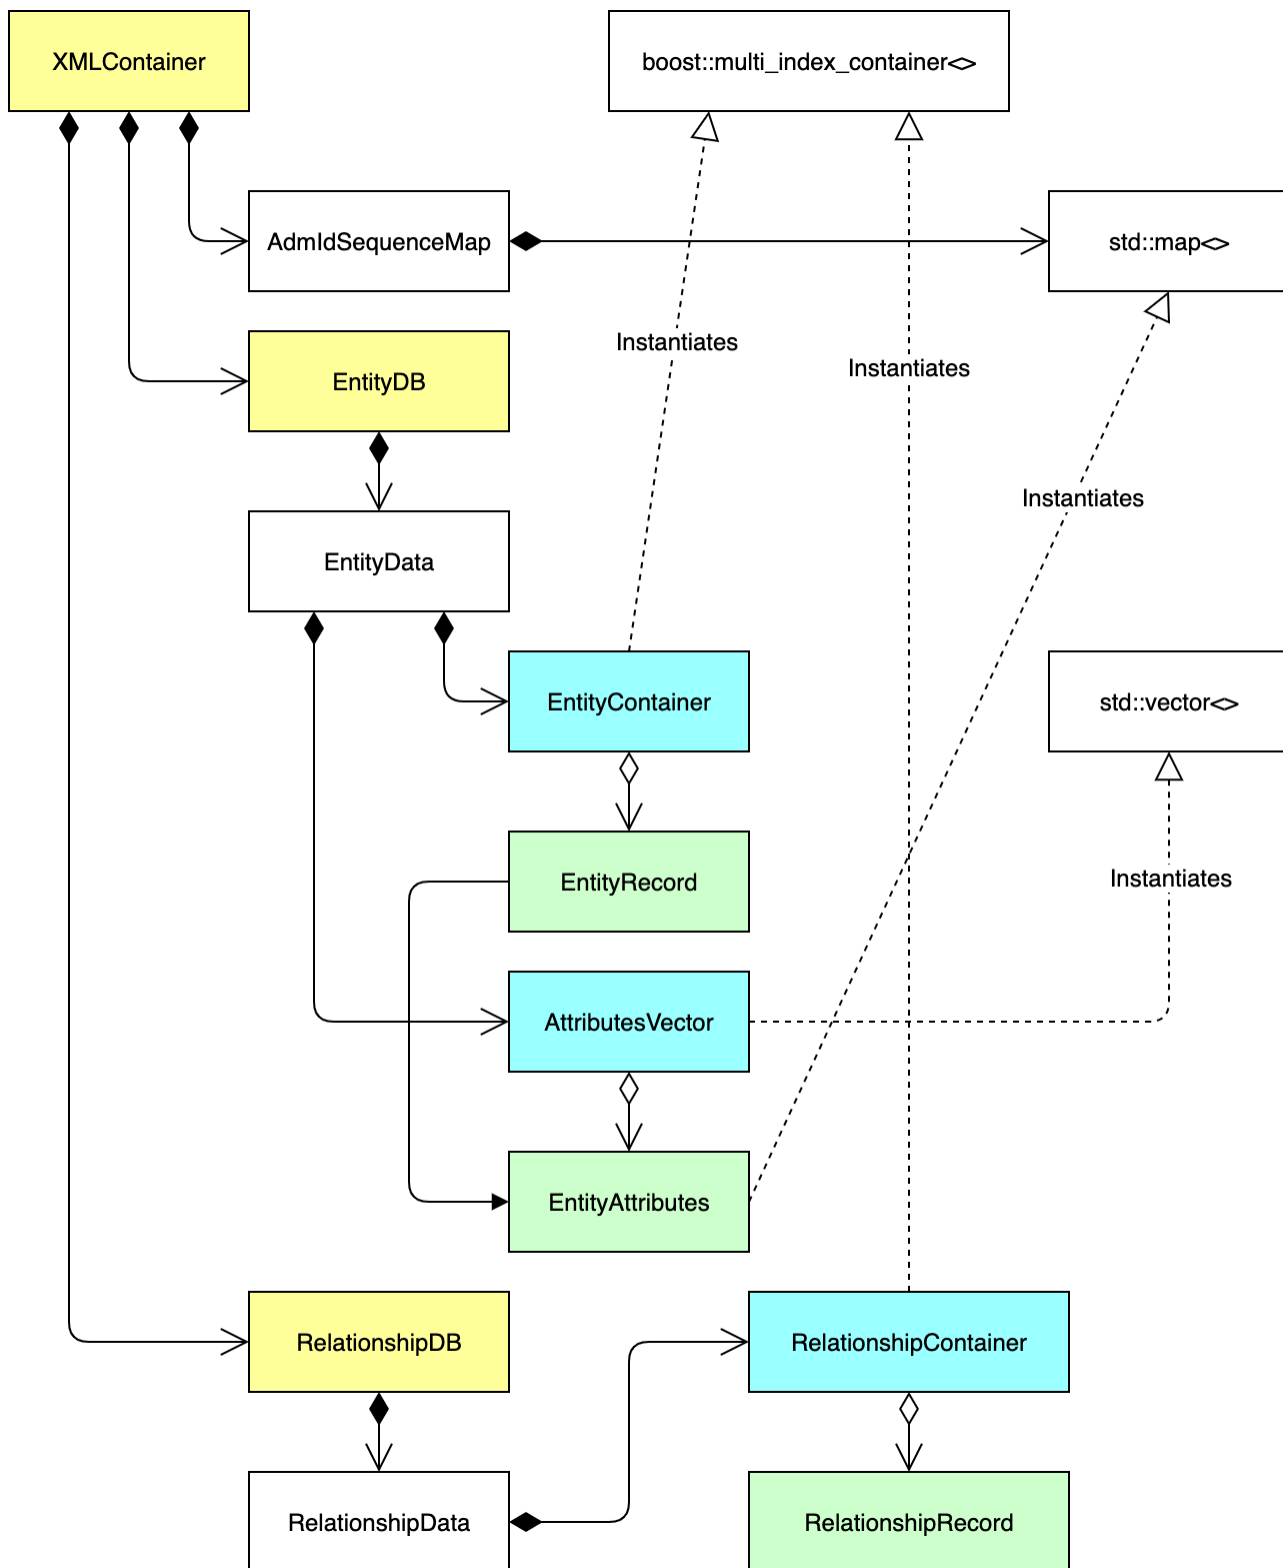 XMLContainer
boost::multi_index_container<>
AdmIdSequenceMap
std::map<>
Instantiates
Instantiates
EntityDB
Instantiates
EntityData
EntityContainer
std::vector<>
EntityRecord
Instantiates
AttributesVector
EntityAttributes
RelationshipDB
RelationshipContainer
RelationshipData
RelationshipRecord